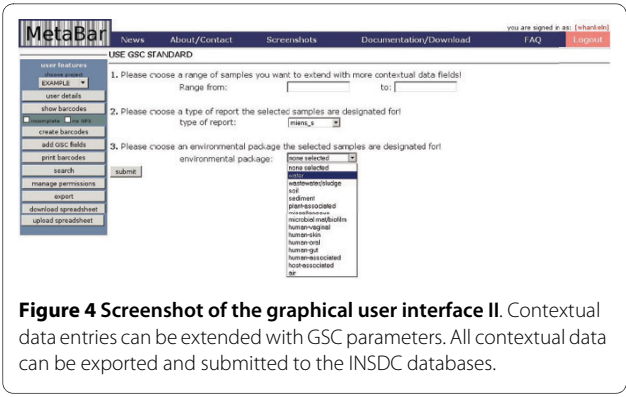 you are signed in as: [whankeln]
MetaBar
News About/Contact Screenshots Documentation/Download FAQ Logout
USE GSC STANDARD
user features
choose project
EXAMPLE
user details
show barcodes
incomplete no GPS
create barcodes
add GSC fields
print barcodes
search
manage permissions
export
download spreadsheet
upload spreadsheet
1. Please choose a range of samples you want to extend with more contextual data fields!
Range from: to:
2. Please choose a type of report the selected samples are designated for!
type of report: miens_s
3. Please choose an environmental package the selected samples are designated for!
environmental package: none selected
submit
none selected
water
wastewater/sludge
soil
sediment
plant-associated
miscellaneous
microbial mat/biofilm
human-vaginal
human-skin
human-oral
human-gut
human-associated
host-associated
air
Figure 4 Screenshot of the graphical user interface II. Contextual
data entries can be extended with GSC parameters. All contextual data
can be exported and submitted to the INSDC databases.